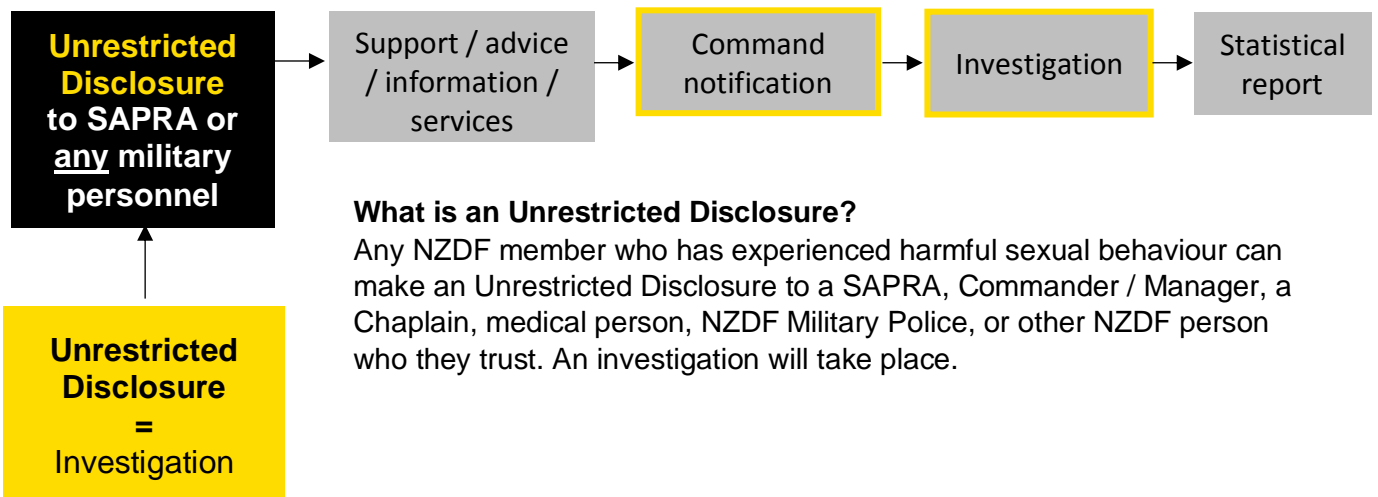 Unrestricted
Disclosure
to SAPRA or
any military
personnel
Support / advice
/ information /
services
Command
notification
Investigation
Statistical
report
What is an Unrestricted Disclosure?
Any NZDF member who has experienced harmful sexual behaviour can
make an Unrestricted Disclosure to a SAPRA, Commander / Manager, a
Chaplain, medical person, NZDF Military Police, or other NZDF person
who they trust. An investigation will take place.
Unrestricted
Disclosure
=
Investigation